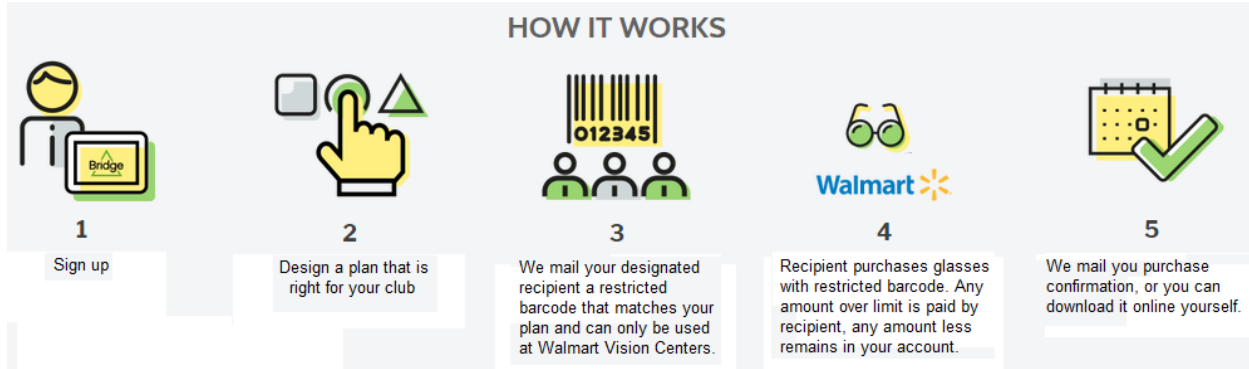 HOW IT WORKS
Bridge
012345
Walmart
1
Sign up
2
Design a plan that is
right for your club
3
We mail your designated
recipient a restricted
barcode that matches your
plan and can only be used
at Walmart Vision Centers.
4
Recipient purchases glasses
with restricted barcode. Any
amount over limit is paid by
recipient, any amount less
remains in your account.
5
We mail you purchase
confirmation, or you can
download it online yourself.